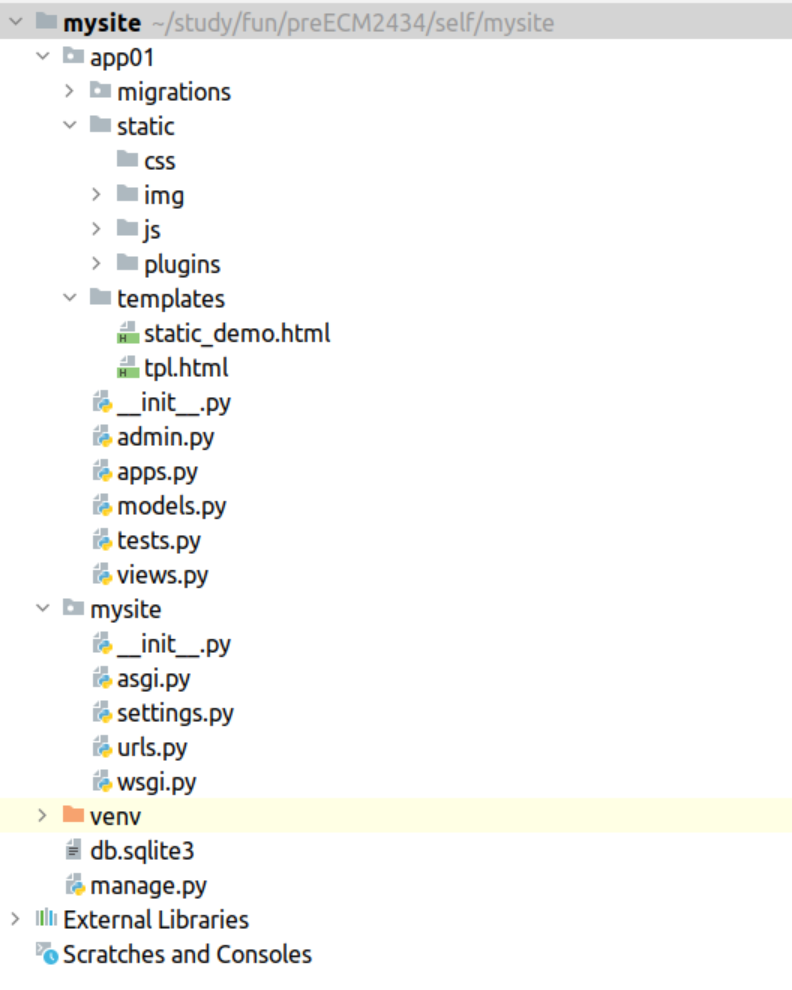 mysite ~/study/fun/preECM2434/self/mysite
app01
migrations
static
css
img
js
plugins
templates
static_demo.html
tpl.html
__init__.py
admin.py
apps.py
models.py
tests.py
views.py
mysite
__init__.py
asgi.py
settings.py
urls.py
wsgi.py
venv
db.sqlite3
manage.py
External Libraries
Scratches and Consoles